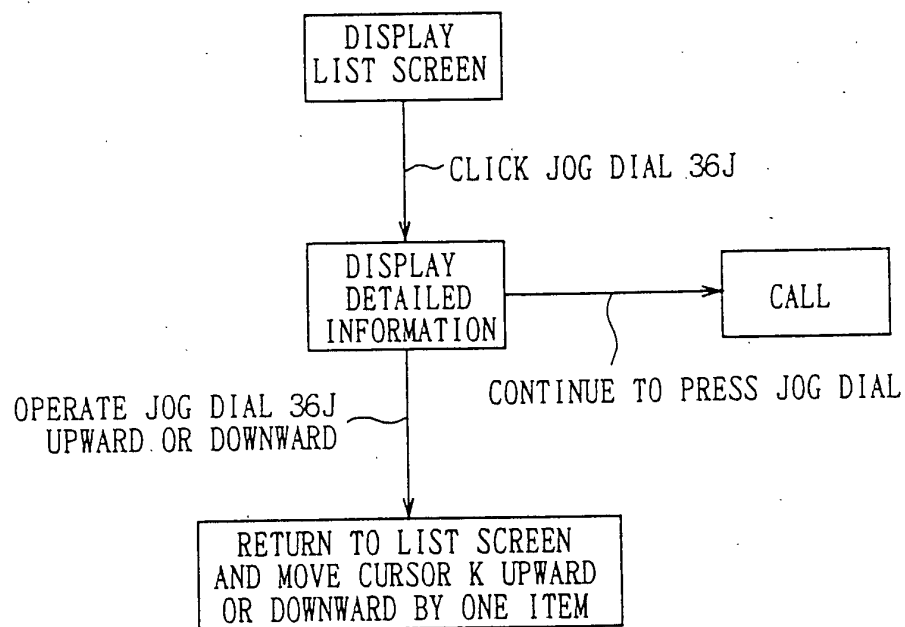 DISPLAY
LIST SCREEN
CLICK JOG DIAL 36J
DISPLAY
DETAILED
INFORMATION
CALL
CONTINUE TO PRESS JOG DIAL
OPERATE JOG DIAL 36J
UPWARD OR DOWNWARD
RETURN TO LIST SCREEN
AND MOVE CURSOR K UPWARD
OR DOWNWARD BY ONE ITEM